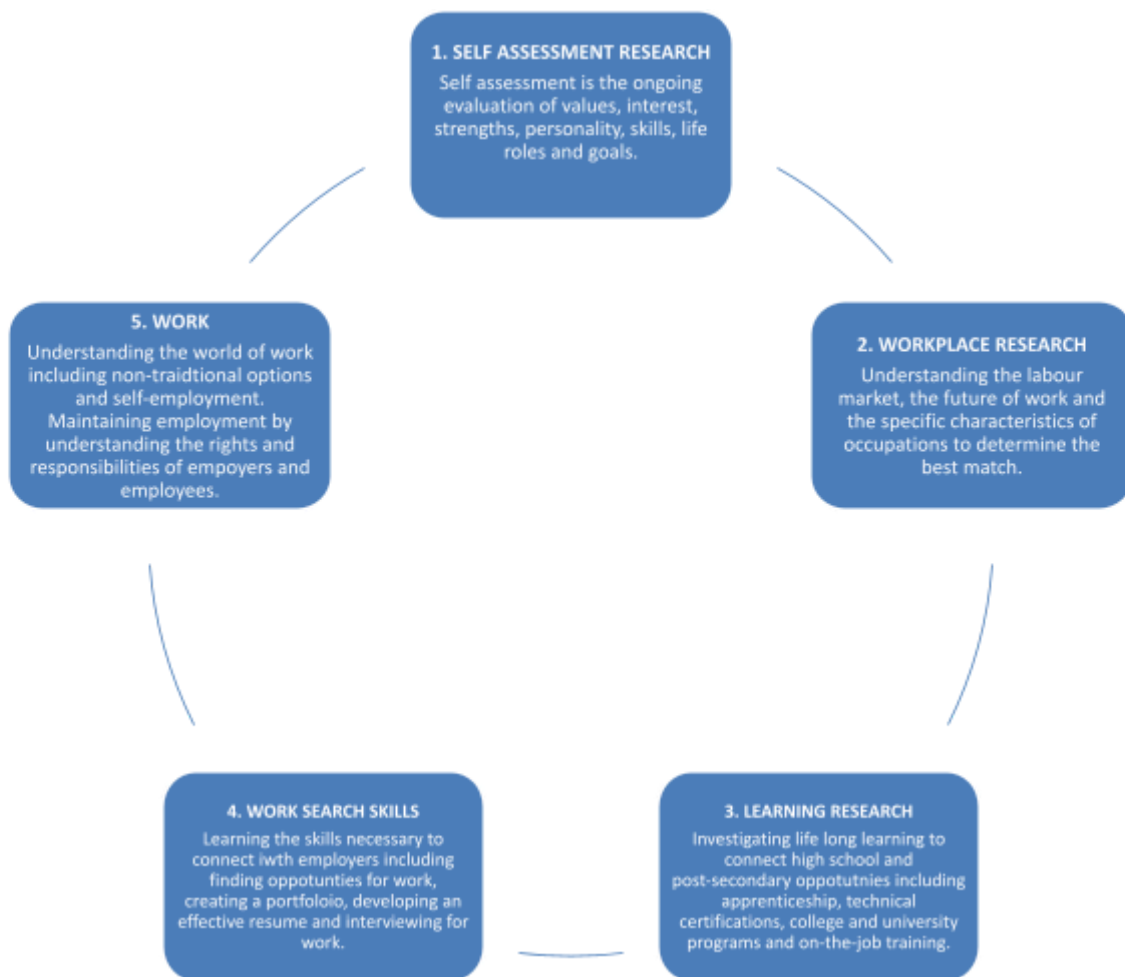 1. SELF ASSESSMENT RESEARCH
Self assessment is the ongoing
evaluation of values, interest,
strengths, personality, skills, life
roles and goals.
2. WORKPLACE RESEARCH
Understanding the labour
market, the future of work and
the specific characteristics of
occupations to determine the
best match.
3. LEARNING RESEARCH
Investigating life long learning to
connect high school and
post-secondary oppotutnies including
apprenticeship, technical
certifications, college and university
programs and on-the-job training.
4. WORK SEARCH SKILLS
Learning the skills necessary to
connect iwth employers including
finding oppotunties for work,
creating a portfoloio, developing an
effective resume and interviewing for
work.
5. WORK
Understanding the world of work
including non-traidtional options
and self-employment.
Maintaining employment by
understanding the rights and
responsibilities of empoyers and
employees.